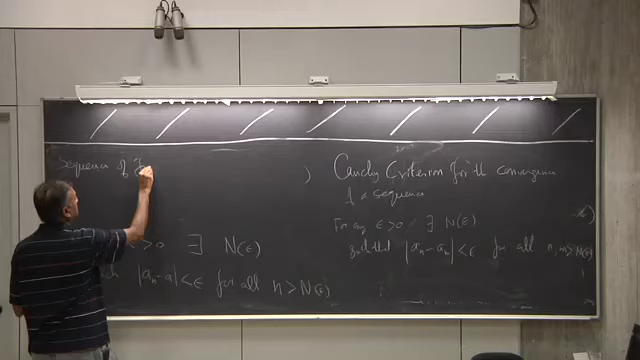 Sequence of
>0 ∃ N(ε)
|aₙ-a|<ε for all n>N(ε)
Cauchy Criterion for the convergence
of a sequence
For any ε>0 ∃ N(ε)
Such that |aₙ-aₘ|<ε for all n,m>N(ε)